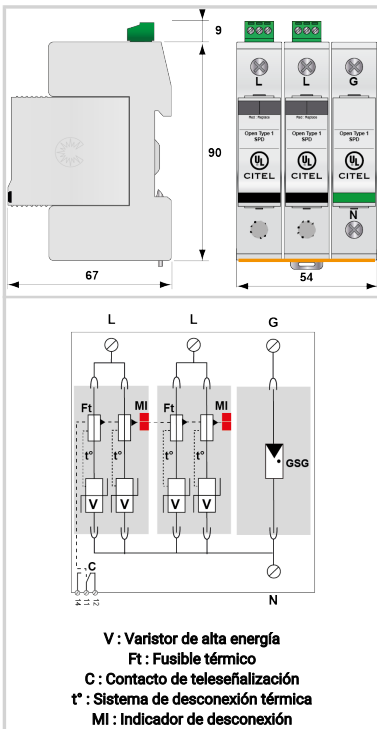 9
90
67
54
L
L
G
Red : Replace
Red : Replace
Open Type 1
SPD
Open Type 1
SPD
Open Type 1
SPD
UL
UL
UL
CITEL
CITEL
CITEL
N
L
L
G
Ft
MI
Ft
MI
t°
t°
t°
t°
GSG
V
V
V
V
C
14
11
12
N
V : Varistor de alta energía
Ft : Fusible térmico
C : Contacto de teleseñalización
t° : Sistema de desconexión térmica
MI : Indicador de desconexión